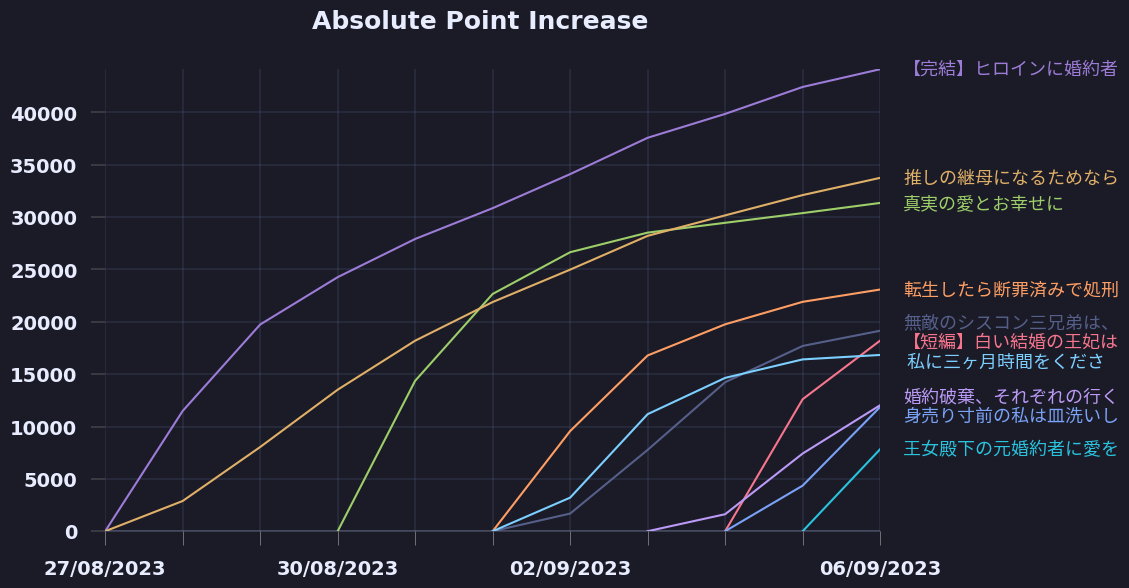 Absolute Point Increase
40000
35000
30000
25000
20000
15000
10000
5000
0
27/08/2023
30/08/2023
02/09/2023
06/09/2023
【完結】ヒロインに婚約者
推しの継母になるためなら
真実の愛とお幸せに
転生したら断罪済みで処刑
無敵のシスコン三兄弟は、
【短編】白い結婚の王妃は
私に三ヶ月時間をくださ
婚約破棄、それぞれの行く
身売り寸前の私は皿洗いし
王女殿下の元婚約者に愛を